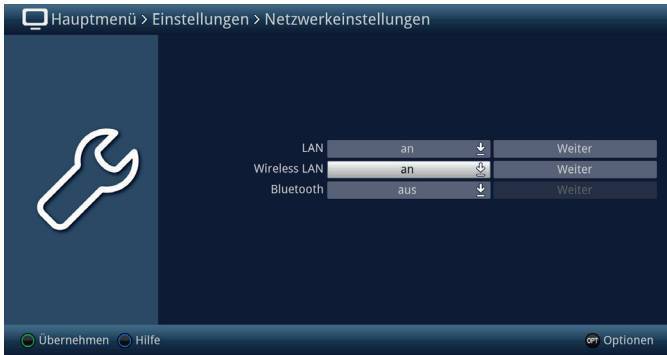 Hauptmenü > Einstellungen > Netzwerkeinstellungen
LAN an Weiter
Wireless LAN an Weiter
Bluetooth aus Weiter
Übernehmen Hilfe OPT Optionen